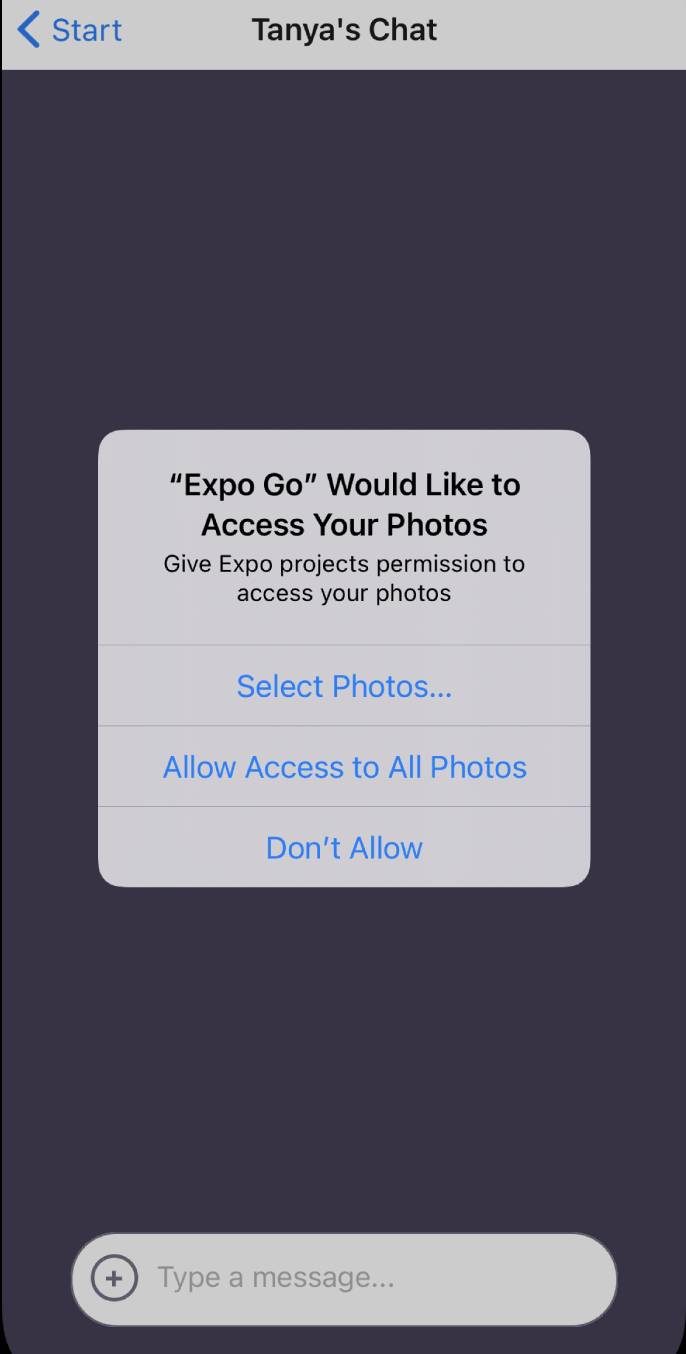 Start
Tanya's Chat
“Expo Go” Would Like to
Access Your Photos
Give Expo projects permission to
access your photos
Select Photos...
Allow Access to All Photos
Don’t Allow
Type a message...